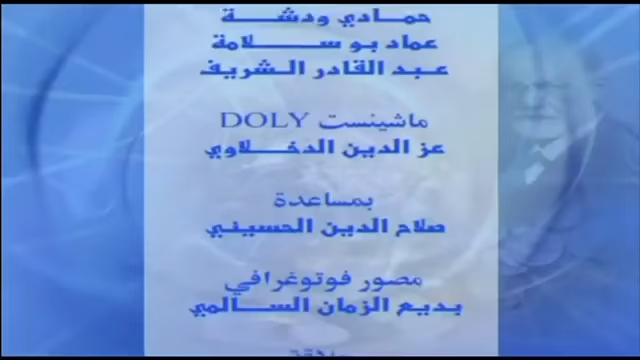 حمادي ودشة
عماد بو سلامة
عبد القادر الشريف
ماشينست DOLY
عز الدين الدخلاوي
بمساعدة
صلاح الدين الحسيني
مصور فوتوغرافي
بديع الزمان السالمي